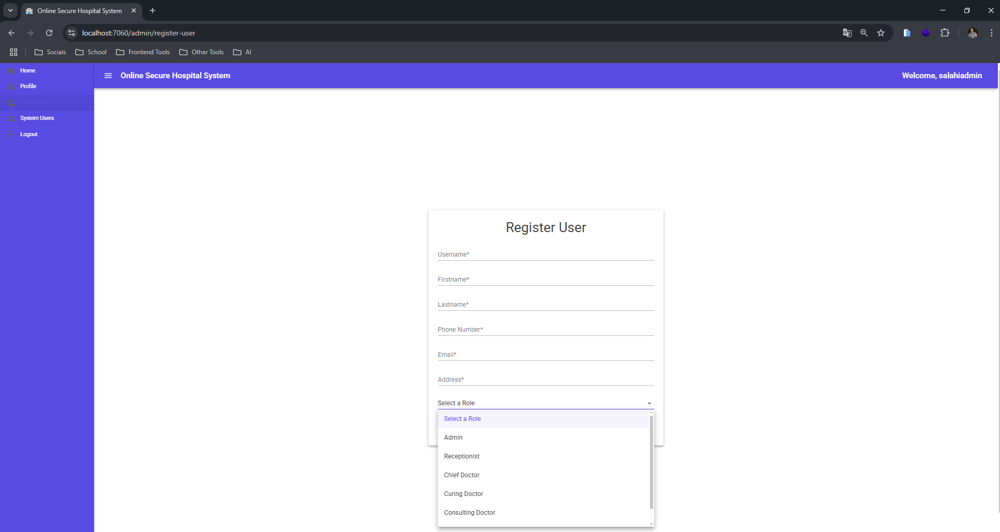 Online Secure Hospital System
localhost:7060/admin/register-user
Socials
School
Frontend Tools
Other Tools
AI
Home
Profile
Register User
System Users
Logout
Online Secure Hospital System
Welcome, salahiadmin
Register User
Username*
Firstname*
Lastname*
Phone Number*
Email*
Address*
Select a Role
Select a Role
Admin
Receptionist
Chief Doctor
Curing Doctor
Consulting Doctor